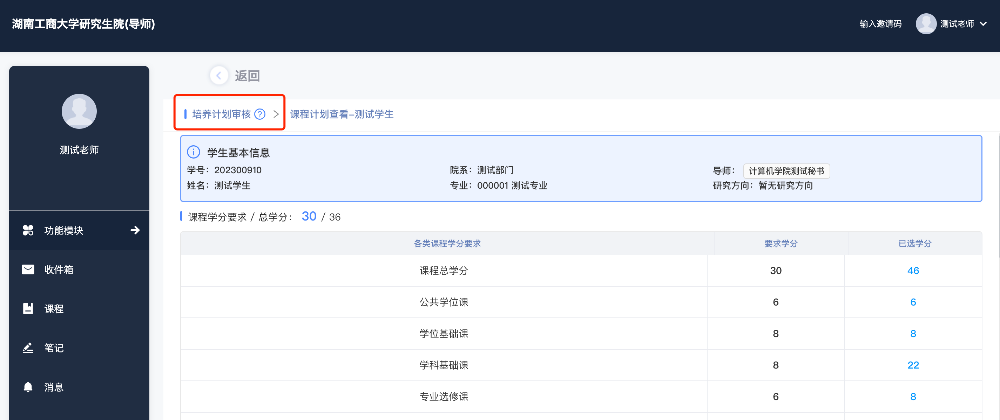 湖南工商大学研究生院(导师)
输入邀请码
测试老师
测试老师
功能模块
收件箱
课程
笔记
消息
返回
培养计划审核 ? > 课程计划查看-测试学生
学生基本信息
学号：202300910
院系：测试部门
导师：计算机学院测试秘书
姓名：测试学生
专业：000001 测试专业
研究方向：暂无研究方向
课程学分要求 / 总学分： 30 / 36
各类课程学分要求 要求学分 已选学分
课程总学分 30 46
公共学位课 6 6
学位基础课 8 8
学科基础课 8 22
专业选修课 6 8